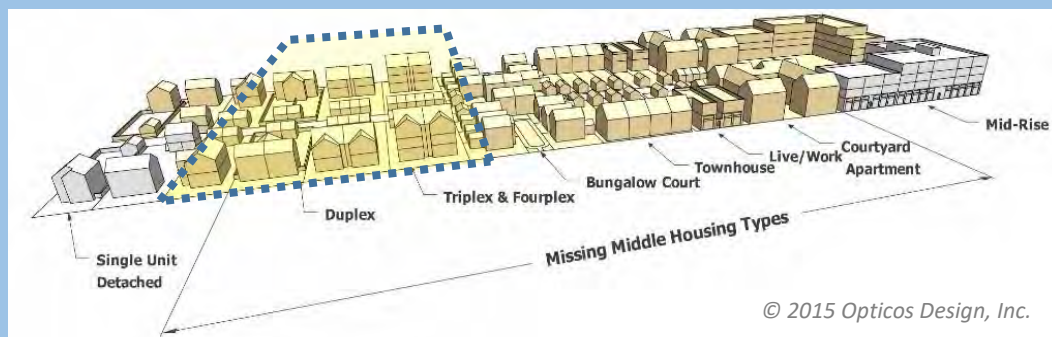 Single Unit
Detached
Duplex
Triplex & Fourplex
Bungalow Court
Townhouse
Live/Work
Courtyard
Apartment
Mid-Rise
Missing Middle Housing Types
© 2015 Opticos Design, Inc.